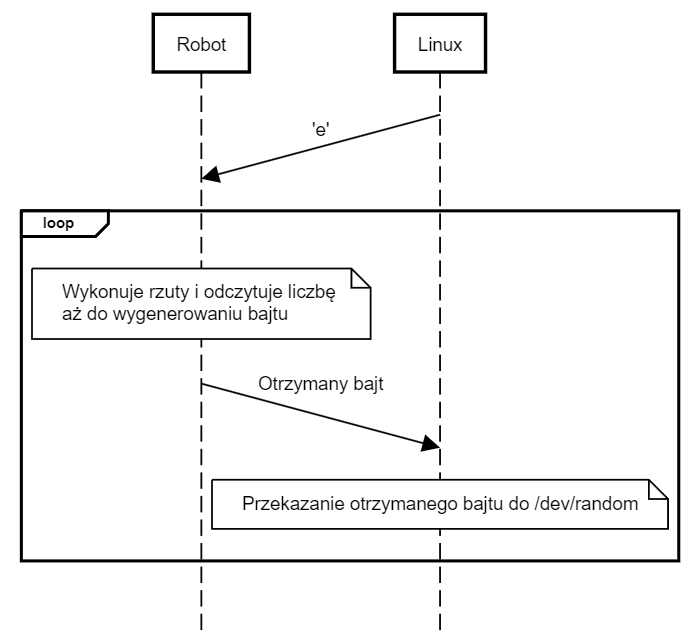 Robot
Linux
'e'
loop
Wykonuje rzuty i odczytuje liczbę
aż do wygenerowaniu bajtu
Otrzymany bajt
Przekazanie otrzymanego bajtu do /dev/random